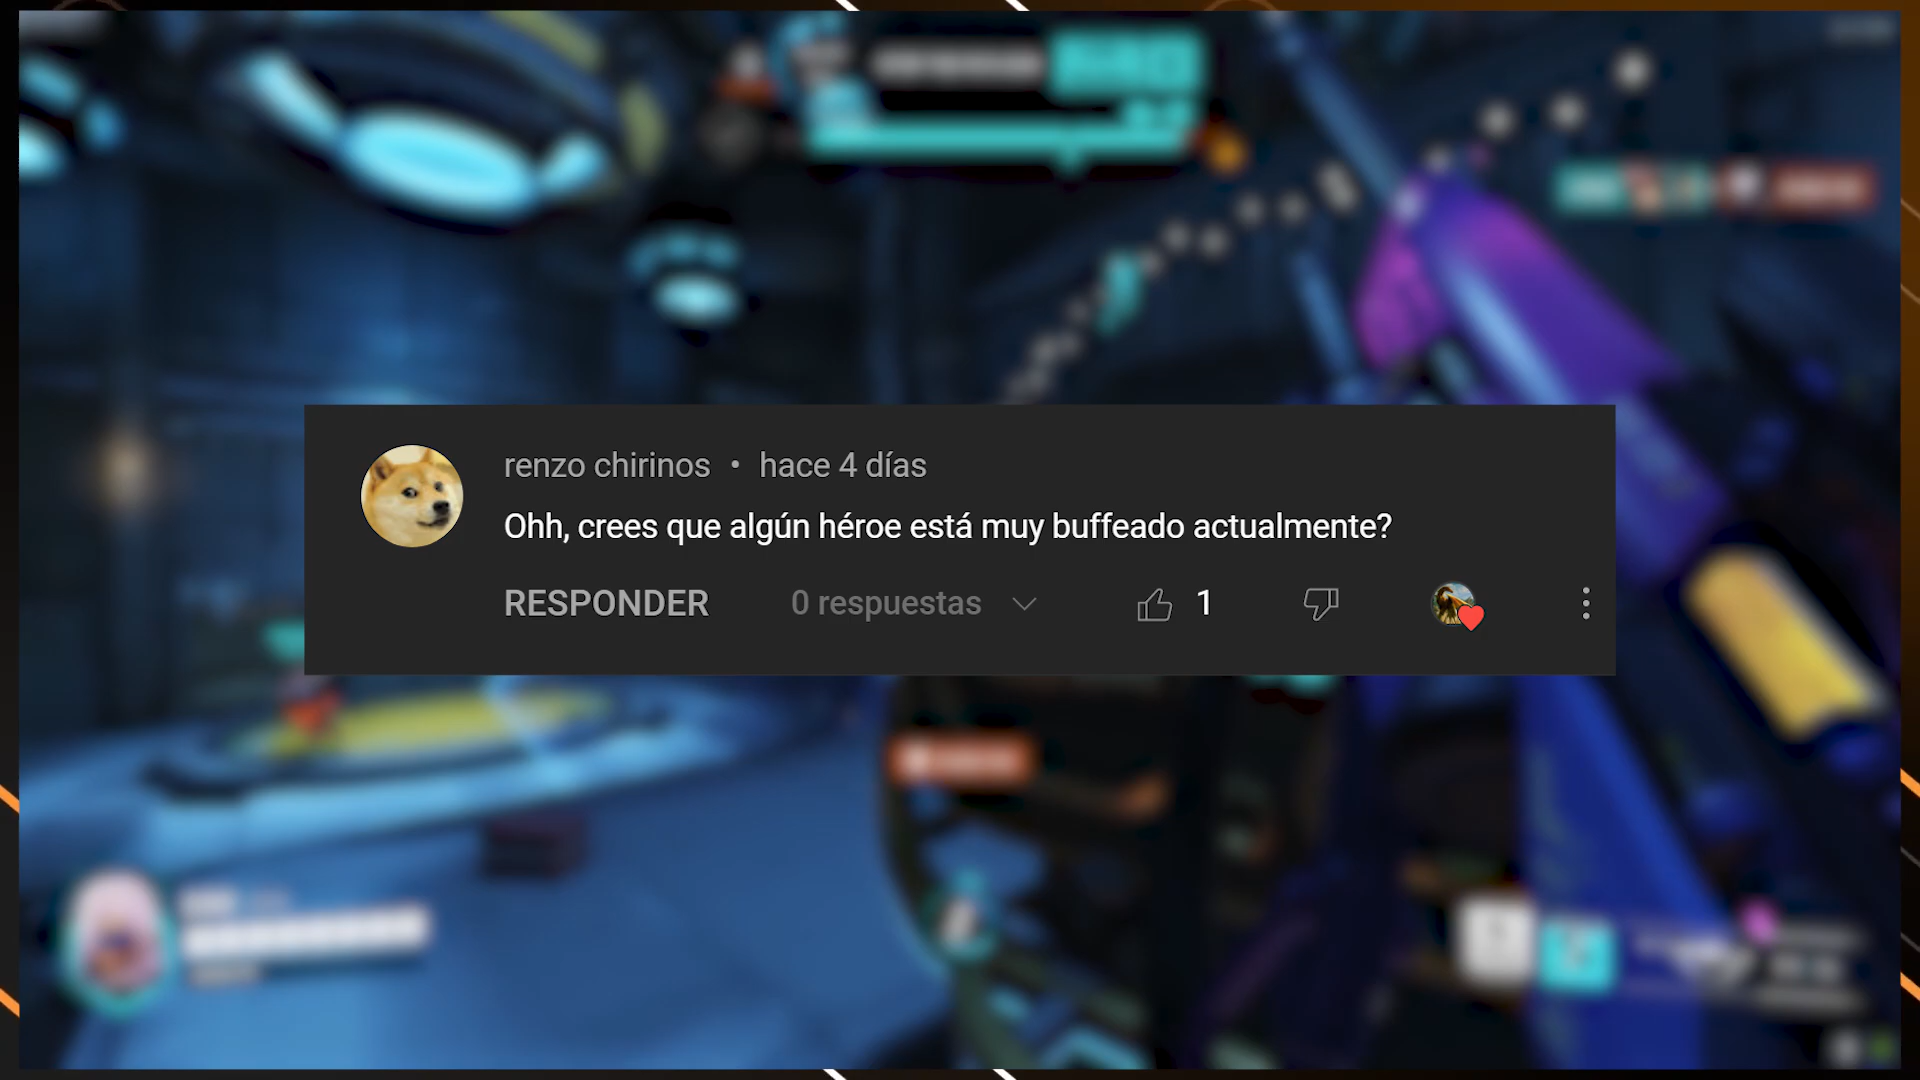 renzo chirinos • hace 4 días
Ohh, crees que algún héroe está muy buffeado actualmente?
RESPONDER 0 respuestas 1